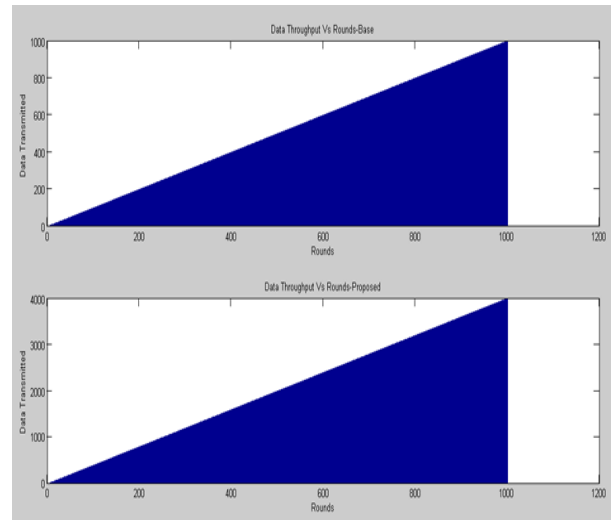 Data Throughput Vs Rounds-Base
1000
800
600
400
200
0
Data Transmitted
0 200 400 600 800 1000 1200
Rounds
Data Throughput Vs Rounds-Proposed
4000
3000
2000
1000
0
Data Transmitted
0 200 400 600 800 1000 1200
Rounds